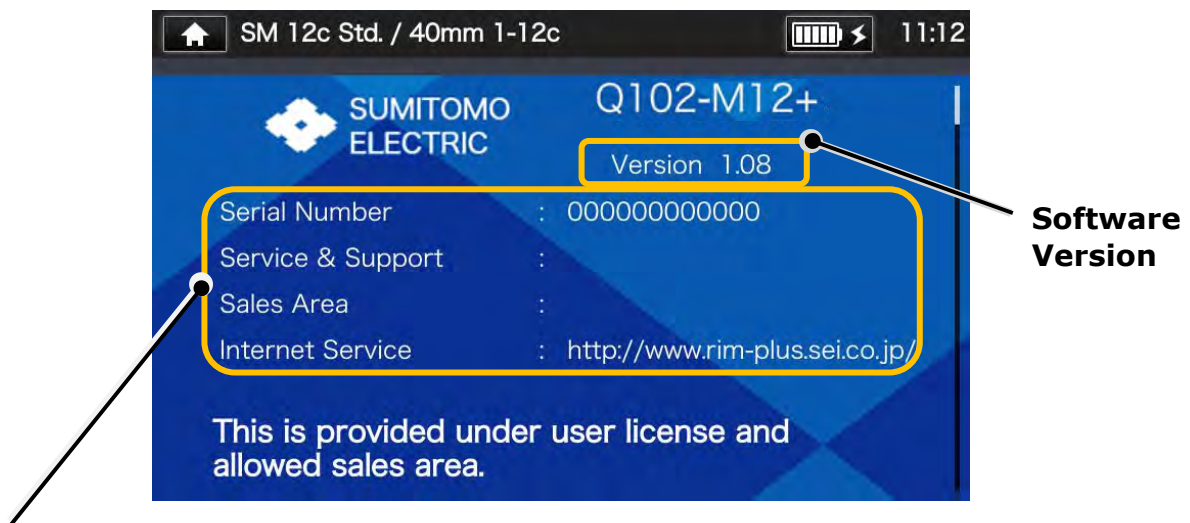 SM 12c Std. / 40mm 1-12c 11:12
SUMITOMO
ELECTRIC
Q102-M12+
Version 1.08
Serial Number : 000000000000
Service & Support :
Sales Area :
Internet Service : http://www.rim-plus.sei.co.jp/
This is provided under user license and
allowed sales area.
Software
Version